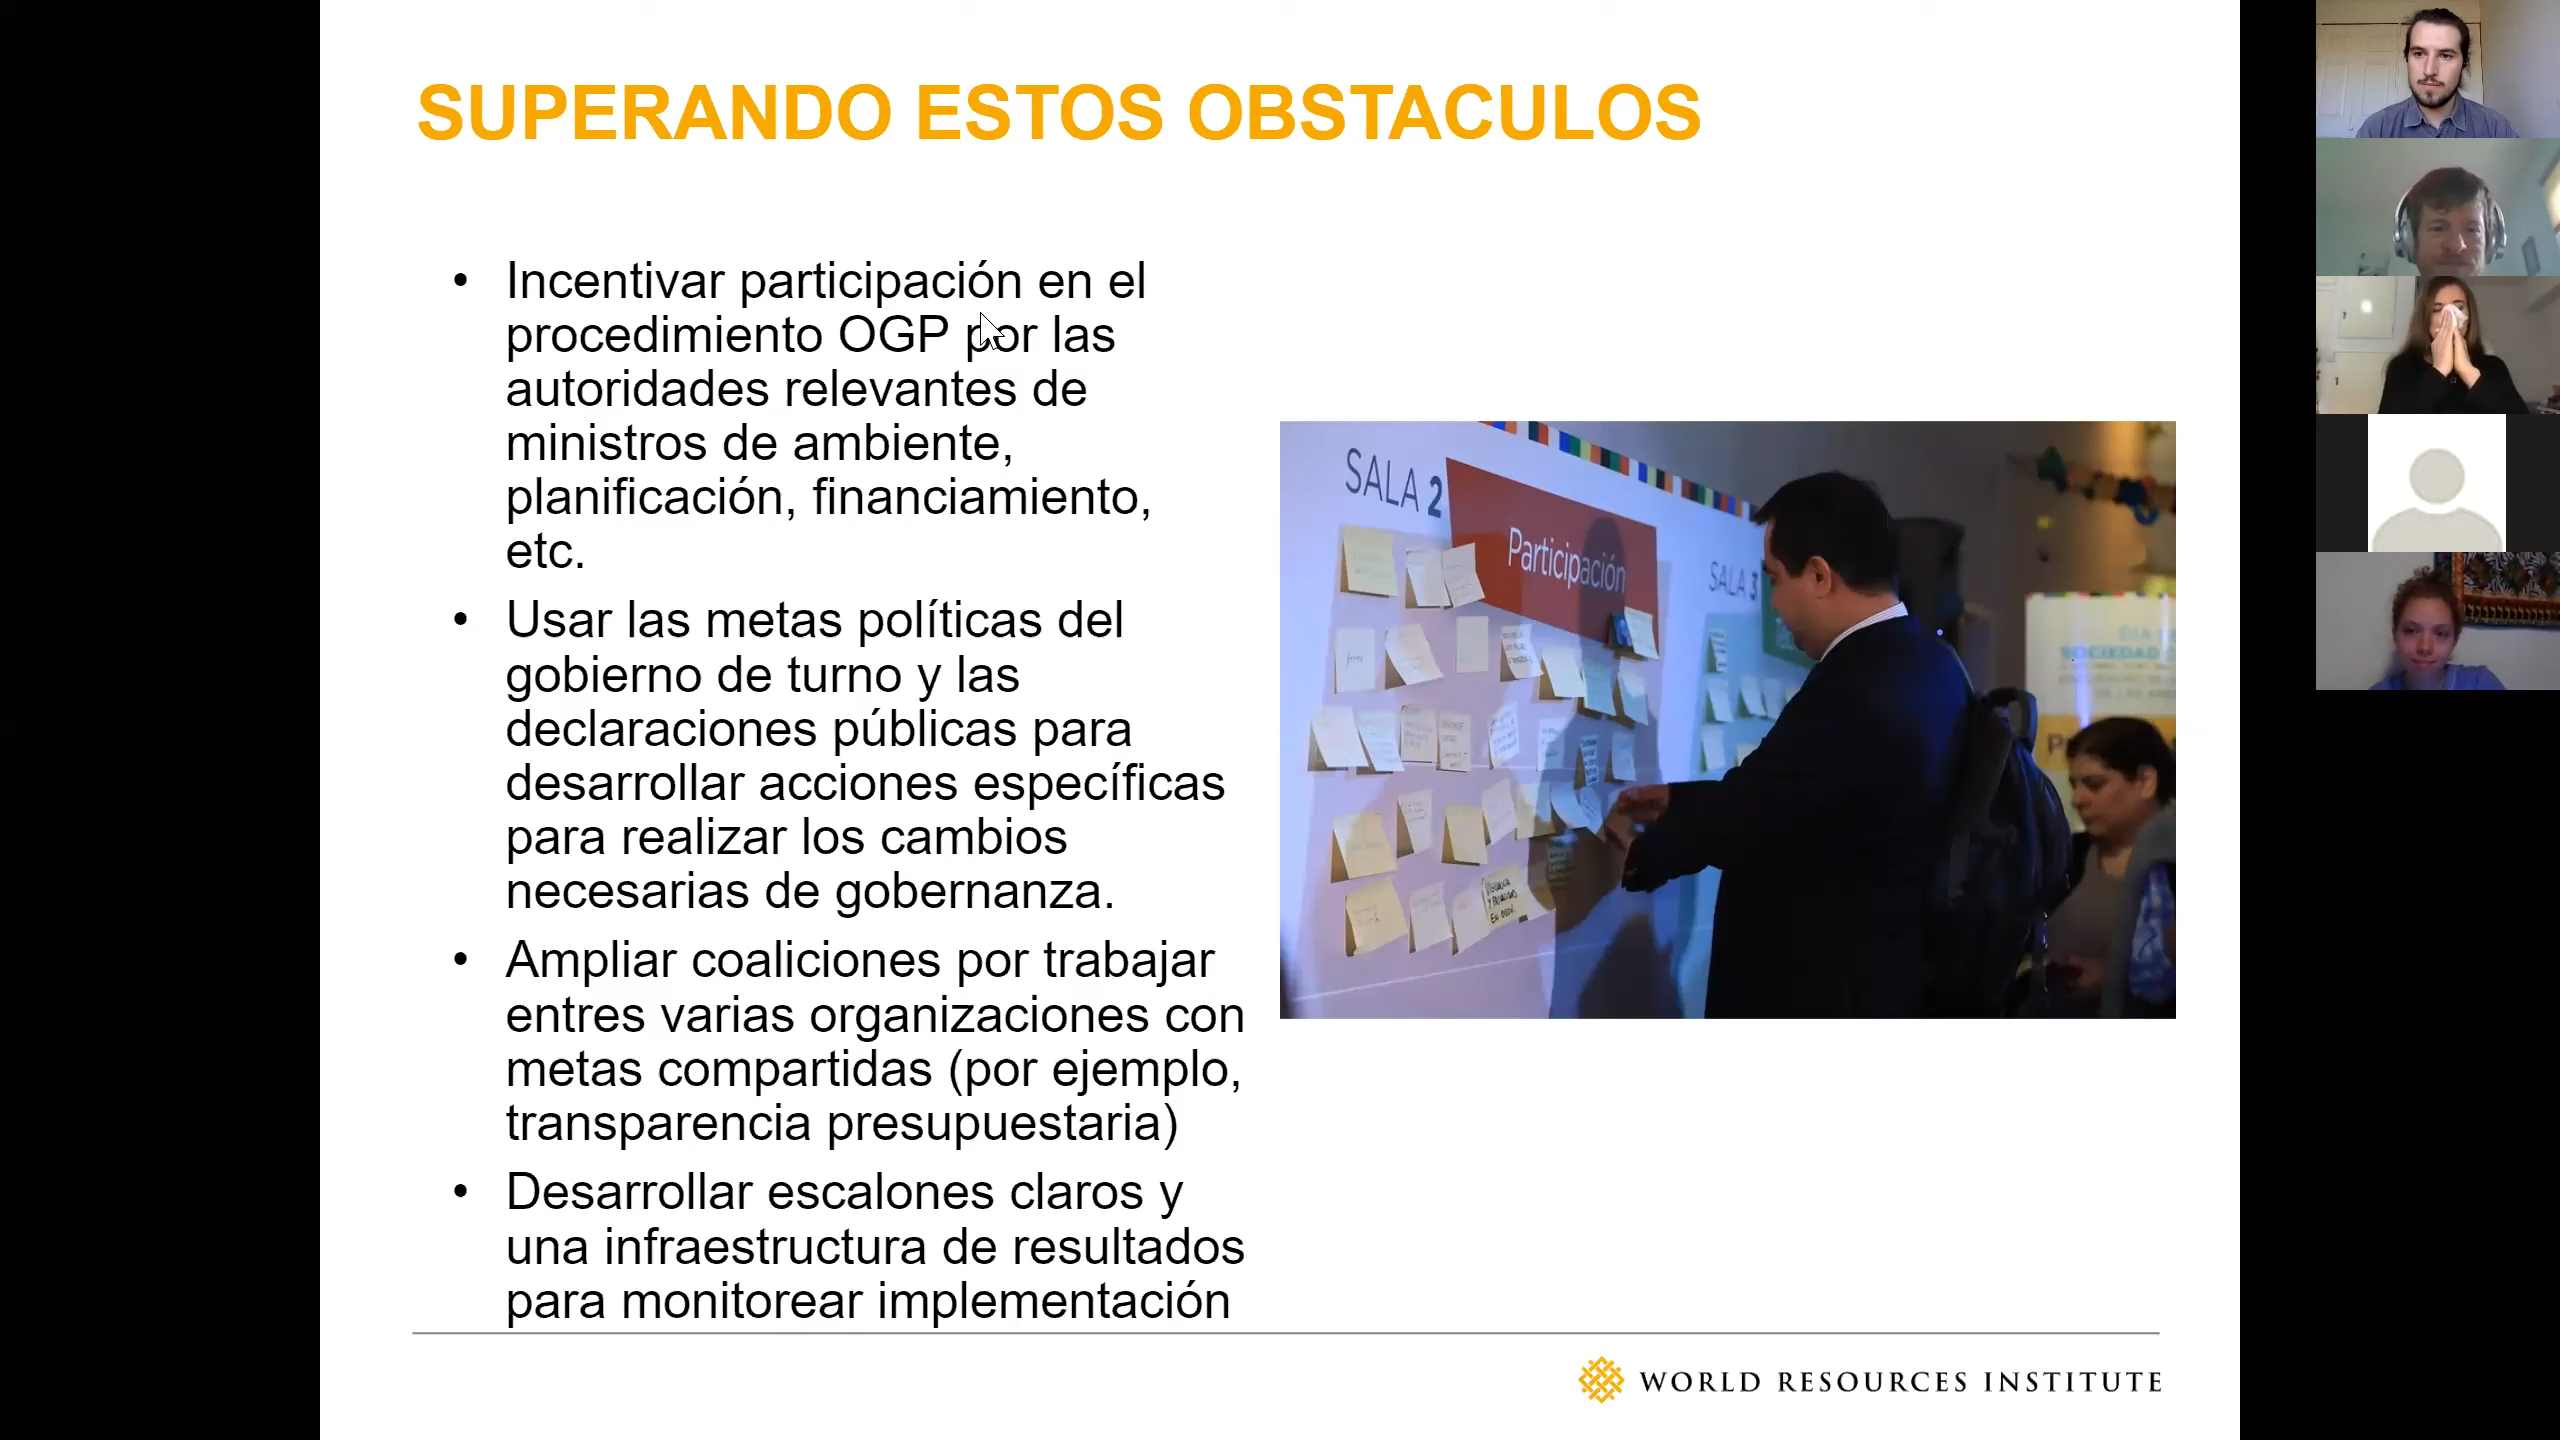 SUPERANDO ESTOS OBSTACULOS
• Incentivar participación en el
procedimiento OGP por las
autoridades relevantes de
ministros de ambiente,
planificación, financiamiento,
etc.
• Usar las metas políticas del
gobierno de turno y las
declaraciones públicas para
desarrollar acciones específicas
para realizar los cambios
necesarias de gobernanza.
• Ampliar coaliciones por trabajar
entres varias organizaciones con
metas compartidas (por ejemplo,
transparencia presupuestaria)
• Desarrollar escalones claros y
una infraestructura de resultados
para monitorear implementación
SALA 2
Participación
SALA 3
SOCIEDAD
WORLD RESOURCES INSTITUTE